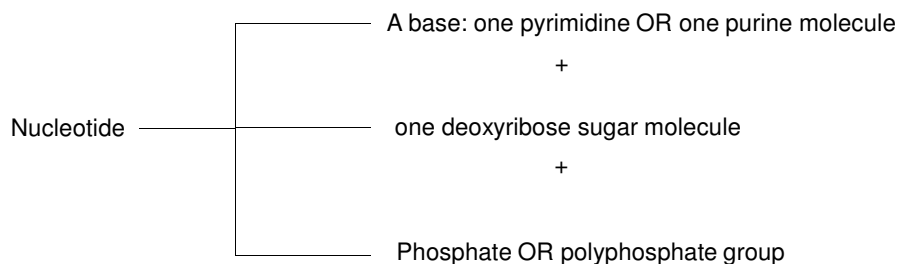 A base: one pyrimidine OR one purine molecule
+
Nucleotide
one deoxyribose sugar molecule
+
Phosphate OR polyphosphate group